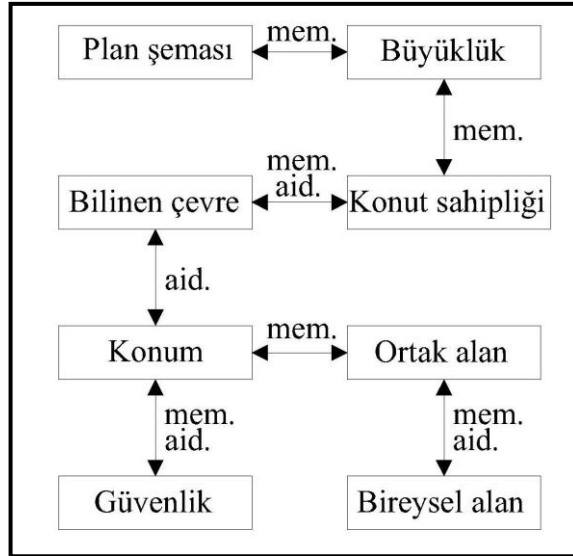 Plan şeması
mem.
Büyüklük
mem.
Bilinen çevre
mem.
aid.
Konut sahipliği
aid.
Konum
mem.
Ortak alan
mem.
aid.
mem.
aid.
Güvenlik
Bireysel alan